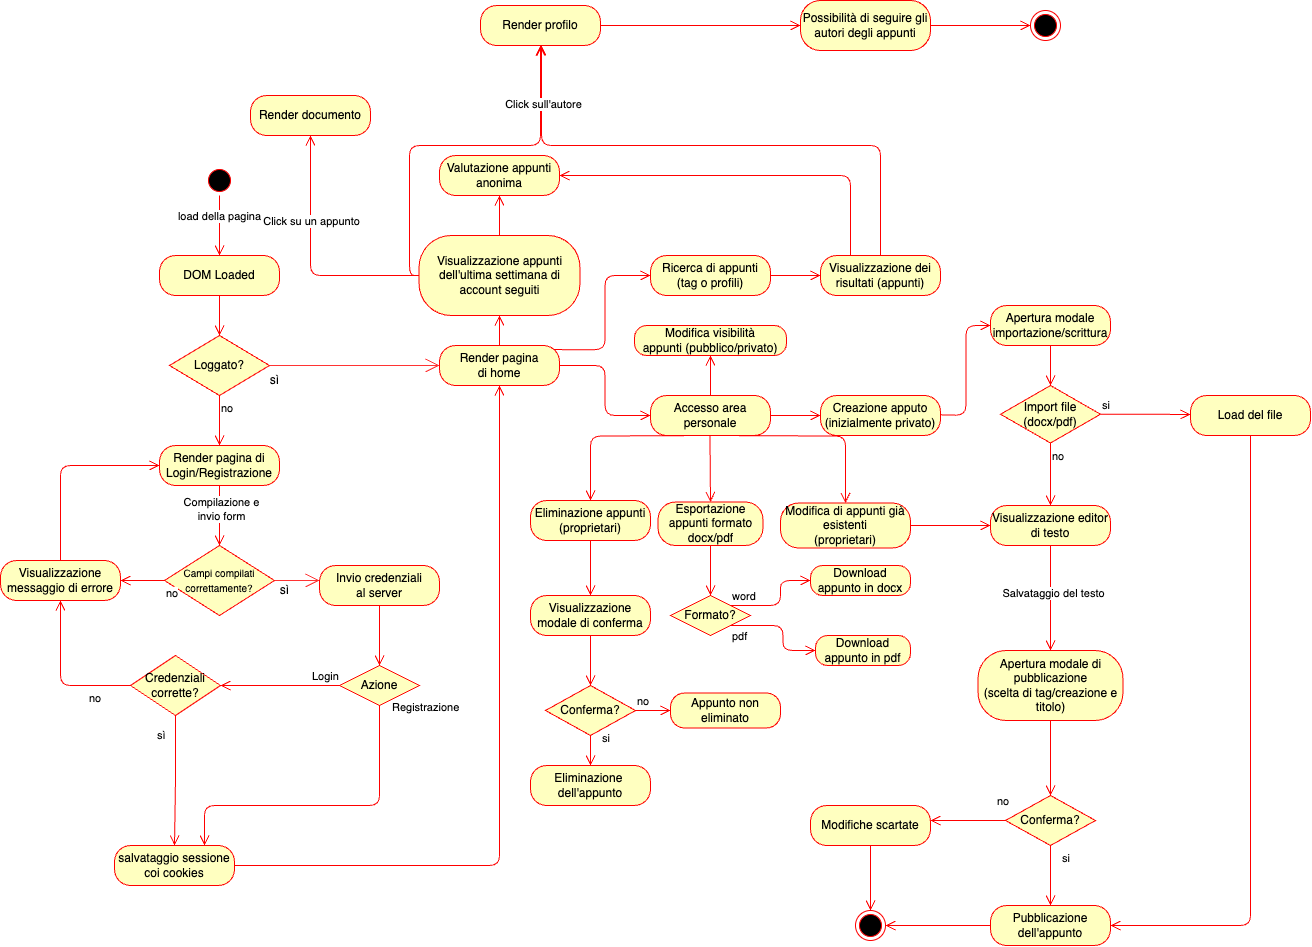 Render profilo
Possibilità di seguire gli
autori degli appunti
Click sull'autore
Render documento
Valutazione appunti
anonima
load della pagina
Click su un appunto
DOM Loaded
Visualizzazione appunti
dell'ultima settimana di
account seguiti
Ricerca di appunti
(tag o profili)
Visualizzazione dei
risultati (appunti)
Apertura modale
importazione/scrittura
Modifica visibilità
appunti (pubblico/privato)
Loggato?
sì
no
Render pagina
di home
Accesso area
personale
Creazione apputo
(inizialmente privato)
Import file
(docx/pdf)
si
no
Load del file
Render pagina di
Login/Registrazione
Compilazione e
invio form
Eliminazione appunti
(proprietari)
Esportazione
appunti formato
docx/pdf
Modifica di appunti già
esistenti
(proprietari)
Visualizzazione editor
di testo
Visualizzazione
messaggio di errore
Campi compilati
correttamente?
no
sì
Invio credenziali
al server
Visualizzazione
modale di conferma
Formato?
word
pdf
Download
appunto in docx
Download
appunto in pdf
Salvataggio del testo
Credenziali
corrette?
no
sì
Login
Azione
Registrazione
Conferma?
no
si
Appunto non
eliminato
Eliminazione
dell'appunto
Apertura modale di
pubblicazione
(scelta di tag/creazione e
titolo)
Modifiche scartate
no
Conferma?
si
salvataggio sessione
coi cookies
Pubblicazione
dell'appunto